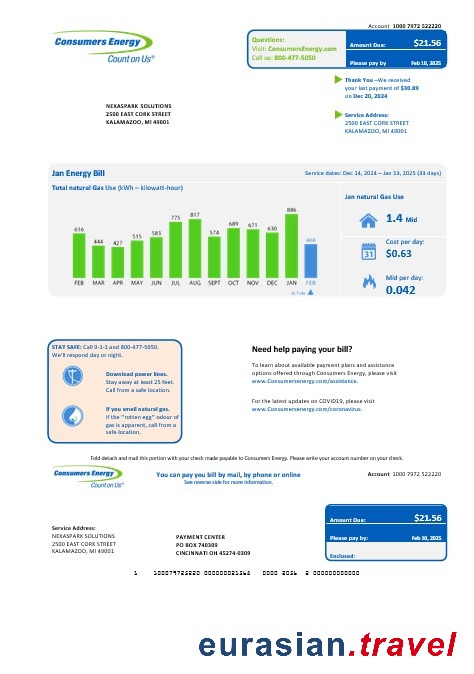 Account 1000 7972 522220
Consumers Energy
Count on Us®
Questions:
Visit: ConsumersEnergy.com
Call us: 800-477-5050
Amount Due: $21.56
Please pay by Feb 10, 2025
Thank You –We received
your last payment of $30.89
on Dec 20, 2024
Service Address:
2500 EAST CORK STREET
KALAMAZOO, MI 49001
NEXASPARK SOLUTIONS
2500 EAST CORK STREET
KALAMAZOO, MI 49001
Jan Energy Bill
Service dates: Dec 14, 2024 – Jan 13, 2025 (33 days)
Total natural Gas Use (kWh – kilowatt-hour)
616 444 427 515 583 775 817 574 689 671 630 886
FEB MAR APR MAY JUN JUL AUG SEPT OCT NOV DEC JAN FEB
Jan natural Gas Use
1.4 Mid
Cost per day:
31
$0.63
Mid per day:
0.042
STAY SAFE: Call 9-1-1 and 800-477-5050.
We'll respond day or night.
Down power lines.
Stay away at least 25 feet.
Call from a safe location.
If you smell natural gas.
If the "rotten egg" odour of
gas is apparent, call from a
safe location.
Need help paying your bill?
To learn about available payment plans and assistance
options offered through Consumers Energy, please visit
www.Consumersenergy.com/assistance.
For the latest updates on COVID19, please visit
www.Consumersenergy.com/coronavirus.
Fold detach and mail this portion with your check made payable to Consumers Energy. Please write your account number on your check.
Consumers Energy
Count on Us®
You can pay you bill by mail, by phone or online
See reverse side for more information.
Account 1000 7972 522220
Service Address:
NEXASPARK SOLUTIONS
2500 EAST CORK STREET
KALAMAZOO, MI 49001
PAYMENT CENTER
PO BOX 740309
CINCINNATI OH 45274-0309
Amount Due: $21.56
Please pay by: Feb 10, 2025
Enclosed:
eurasian.travel